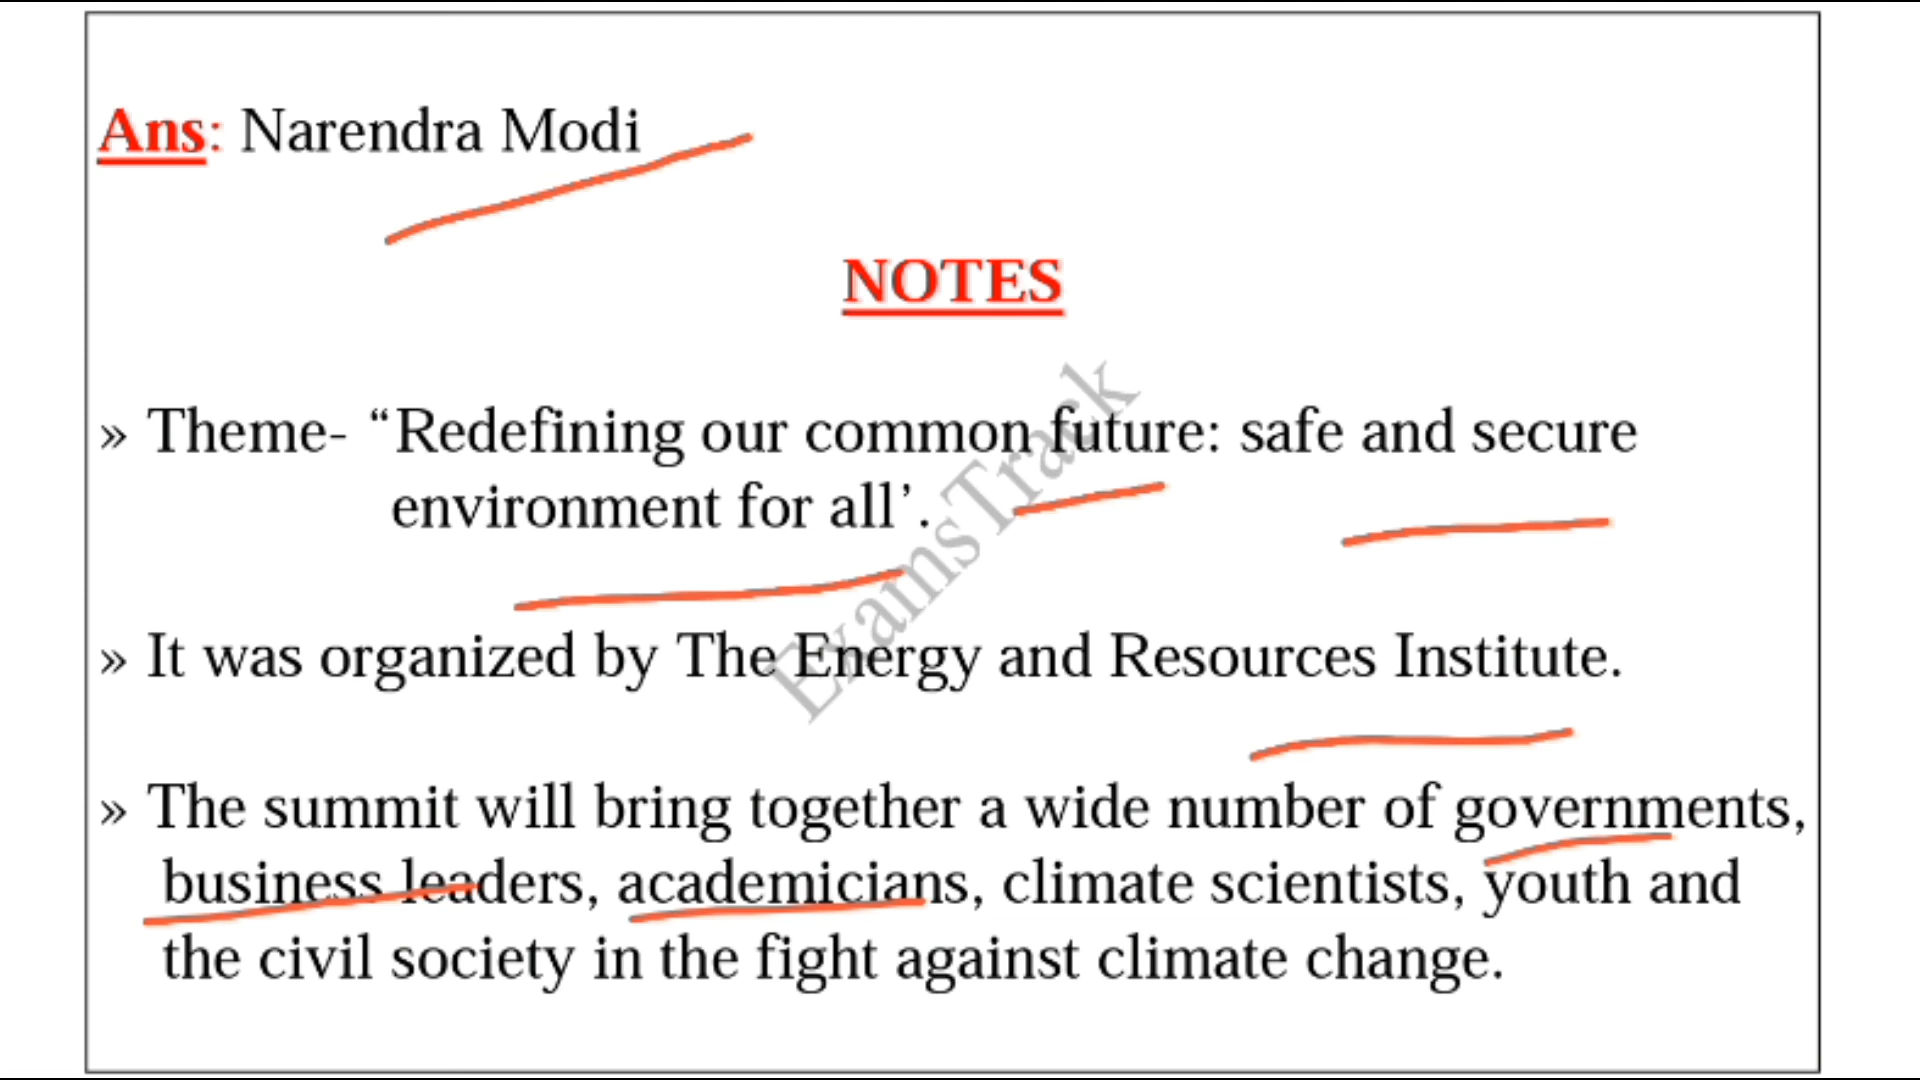 Ans: Narendra Modi
NOTES
» Theme- “Redefining our common future: safe and secure
environment for all’.
» It was organized by The Energy and Resources Institute.
» The summit will bring together a wide number of governments,
business leaders, academicians, climate scientists, youth and
the civil society in the fight against climate change.
ExamsTrack